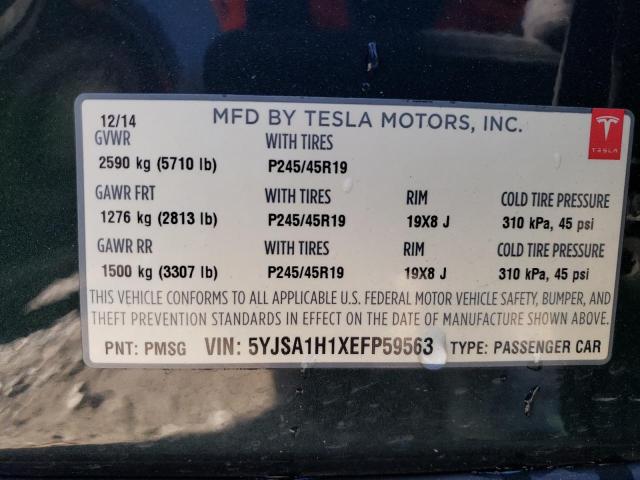 12/14 MFD BY TESLA MOTORS, INC.
TESLA
GVWR WITH TIRES
2590 kg (5710 lb) P245/45R19
GAWR FRT WITH TIRES RIM COLD TIRE PRESSURE
1276 kg (2813 lb) P245/45R19 19X8 J 310 kPa, 45 psi
GAWR RR WITH TIRES RIM COLD TIRE PRESSURE
1500 kg (3307 lb) P245/45R19 19X8 J 310 kPa, 45 psi
THIS VEHICLE CONFORMS TO ALL APPLICABLE U.S. FEDERAL MOTOR VEHICLE SAFETY, BUMPER, AND
THEFT PREVENTION STANDARDS IN EFFECT ON THE DATE OF MANUFACTURE SHOWN ABOVE.
PNT: PMSG VIN: 5YJSA1H1XEFP59563 TYPE: PASSENGER CAR